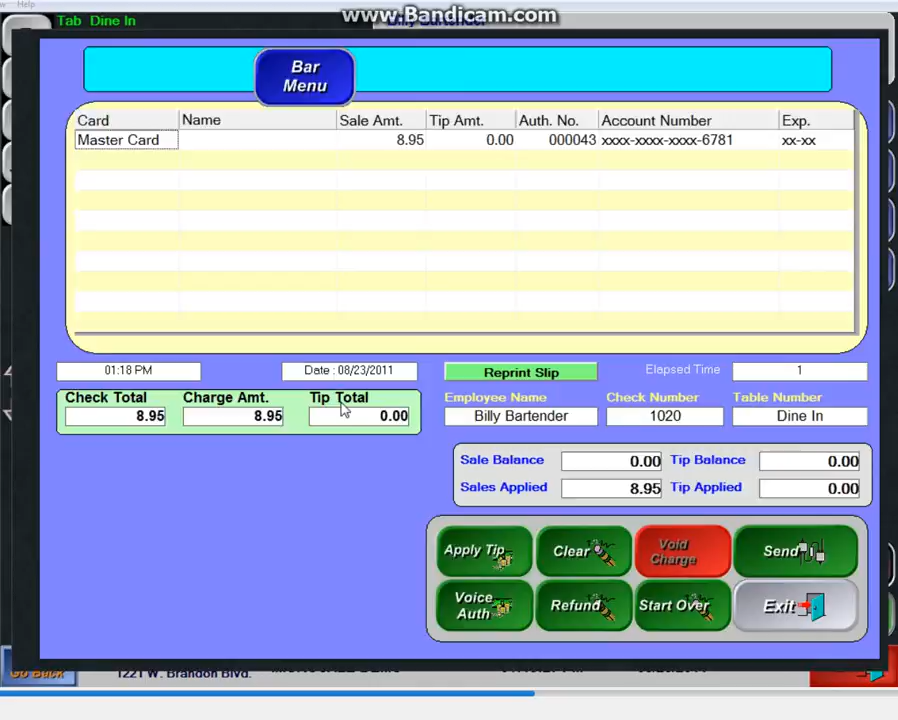 Help
www.Bandicam.com
Tab Dine In
Bar
Menu
Card Name Sale Amt. Tip Amt. Auth. No. Account Number Exp.
Master Card 8.95 0.00 000043 xxxx-xxxx-xxxx-6781 xx-xx
01:18 PM Date : 08/23/2011 Reprint Slip Elapsed Time 1
Check Total Charge Amt. Tip Total Employee Name Check Number Table Number
8.95 8.95 0.00 Billy Bartender 1020 Dine In
Sale Balance 0.00 Tip Balance 0.00
Sales Applied 8.95 Tip Applied 0.00
Apply Tip Clear Void
Charge Send
Voice
Auth Refund Start Over Exit
Go Back 1221 W. Brandon Blvd.